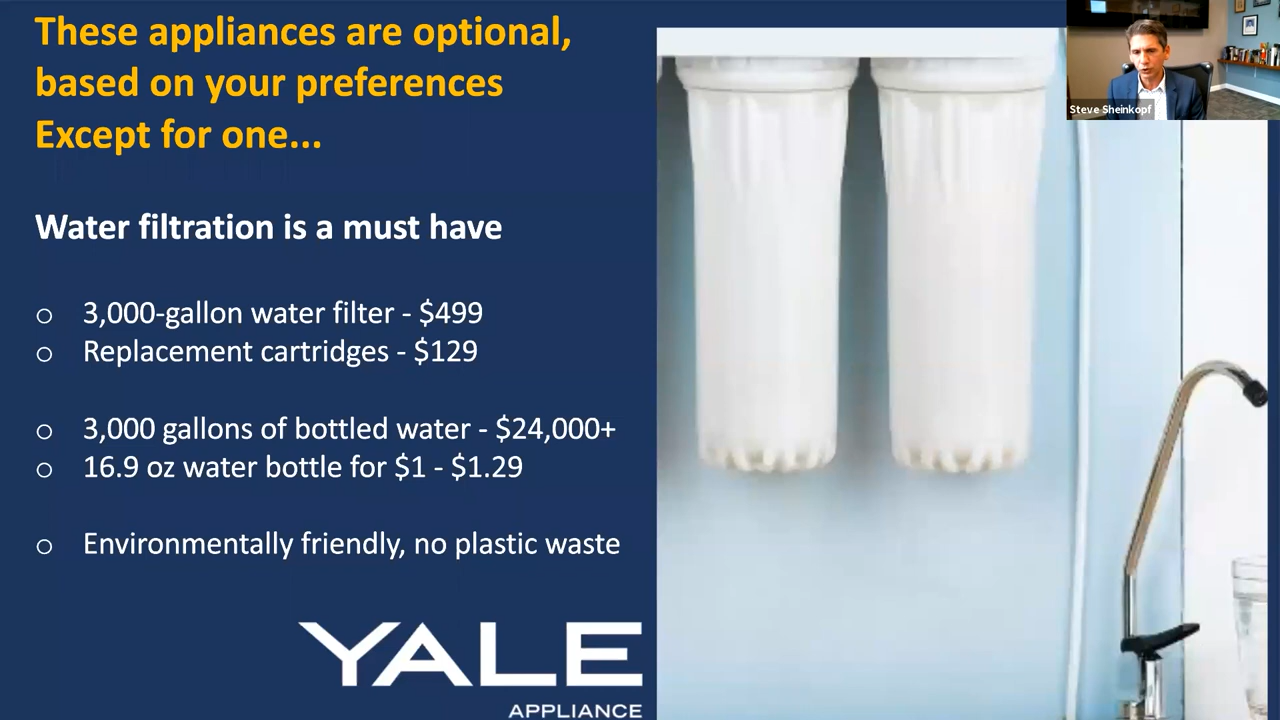 These appliances are optional,
based on your preferences
Except for one...
Steve Sheinkopf
Water filtration is a must have
o 3,000-gallon water filter - $499
o Replacement cartridges - $129
o 3,000 gallons of bottled water - $24,000+
o 16.9 oz water bottle for $1 - $1.29
o Environmentally friendly, no plastic waste
YALE
APPLIANCE